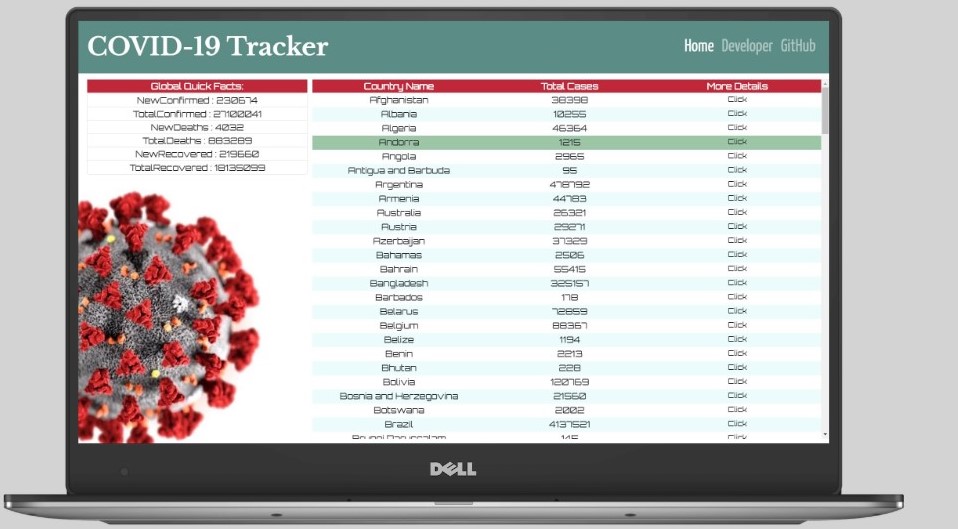 COVID-19 Tracker
Home Developer GitHub
Global Quick Facts:
NewConfirmed : 230674
TotalConfirmed : 27100041
NewDeaths : 4032
TotalDeaths : 883289
NewRecovered : 219660
TotalRecovered : 18135099
Country Name Total Cases More Details
Afghanistan 38398 Click
Albania 10255 Click
Algeria 46364 Click
Andorra 1215 Click
Angola 2965 Click
Antigua and Barbuda 95 Click
Argentina 478792 Click
Armenia 44783 Click
Australia 26321 Click
Austria 29271 Click
Azerbaijan 37329 Click
Bahamas 2506 Click
Bahrain 55415 Click
Bangladesh 325157 Click
Barbados 178 Click
Belarus 72859 Click
Belgium 88367 Click
Belize 1194 Click
Benin 2213 Click
Bhutan 228 Click
Bolivia 120769 Click
Bosnia and Herzegovina 21560 Click
Botswana 2002 Click
Brazil 4137521 Click
Brunei Darussalam 145 Click
DELL